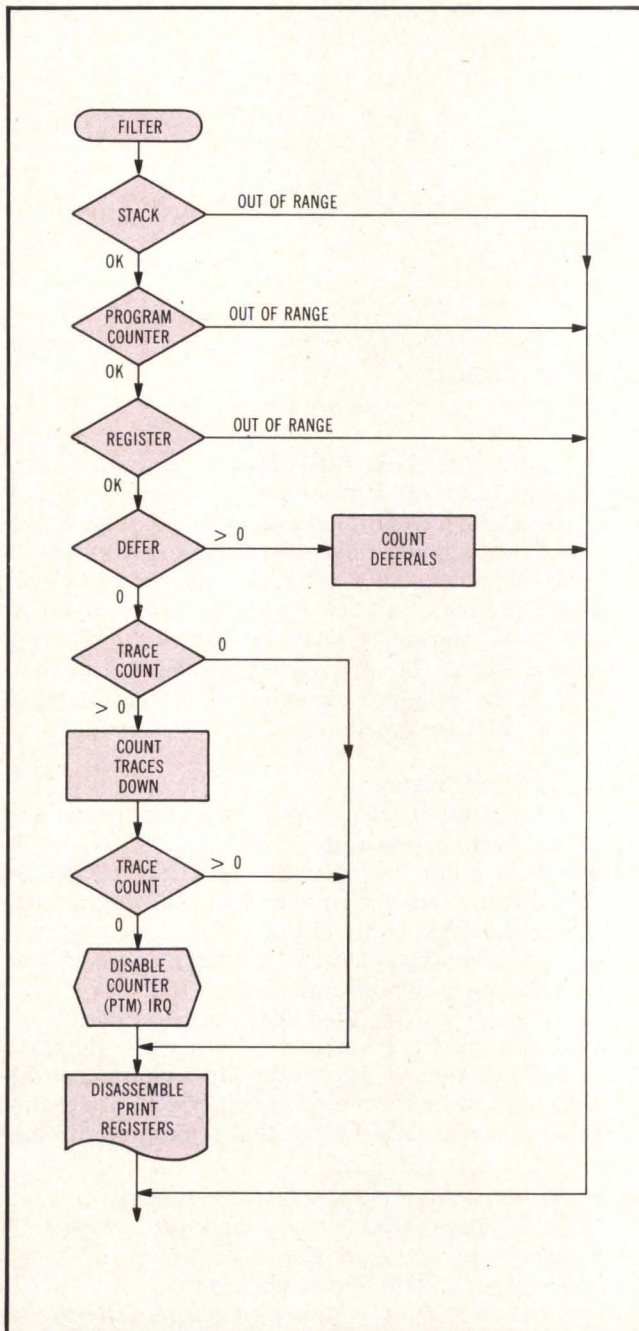 FILTER
STACK
OUT OF RANGE
OK
PROGRAM
COUNTER
OUT OF RANGE
OK
REGISTER
OUT OF RANGE
OK
DEFER
> 0
COUNT
DEFERALS
0
TRACE
COUNT
0
> 0
COUNT
TRACES
DOWN
TRACE
COUNT
> 0
0
DISABLE
COUNTER
(PTM) IRQ
DISASSEMBLE
PRINT
REGISTERS